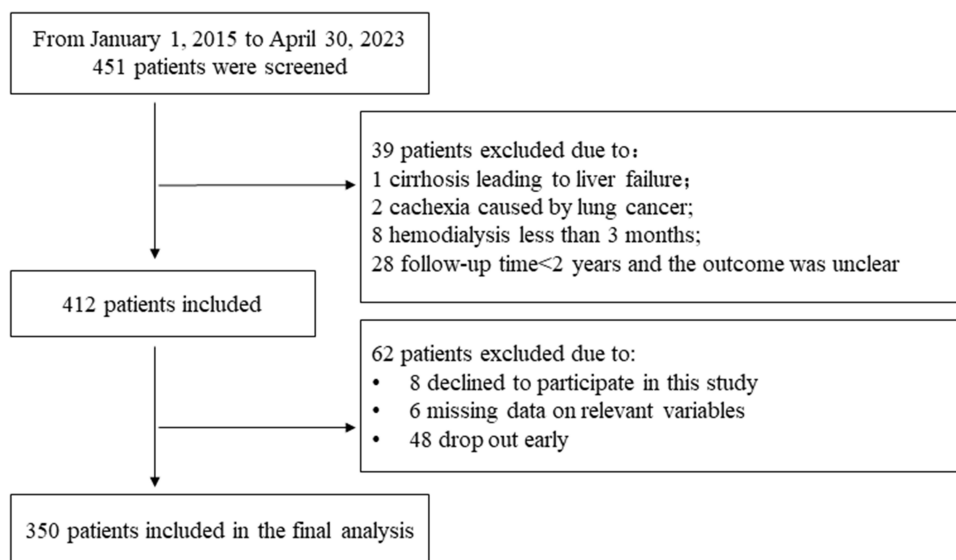 From January 1, 2015 to April 30, 2023
451 patients were screened
39 patients excluded due to：
1 cirrhosis leading to liver failure；
2 cachexia caused by lung cancer;
8 hemodialysis less than 3 months;
28 follow-up time<2 years and the outcome was unclear
412 patients included
62 patients excluded due to:
• 8 declined to participate in this study
• 6 missing data on relevant variables
• 48 drop out early
350 patients included in the final analysis